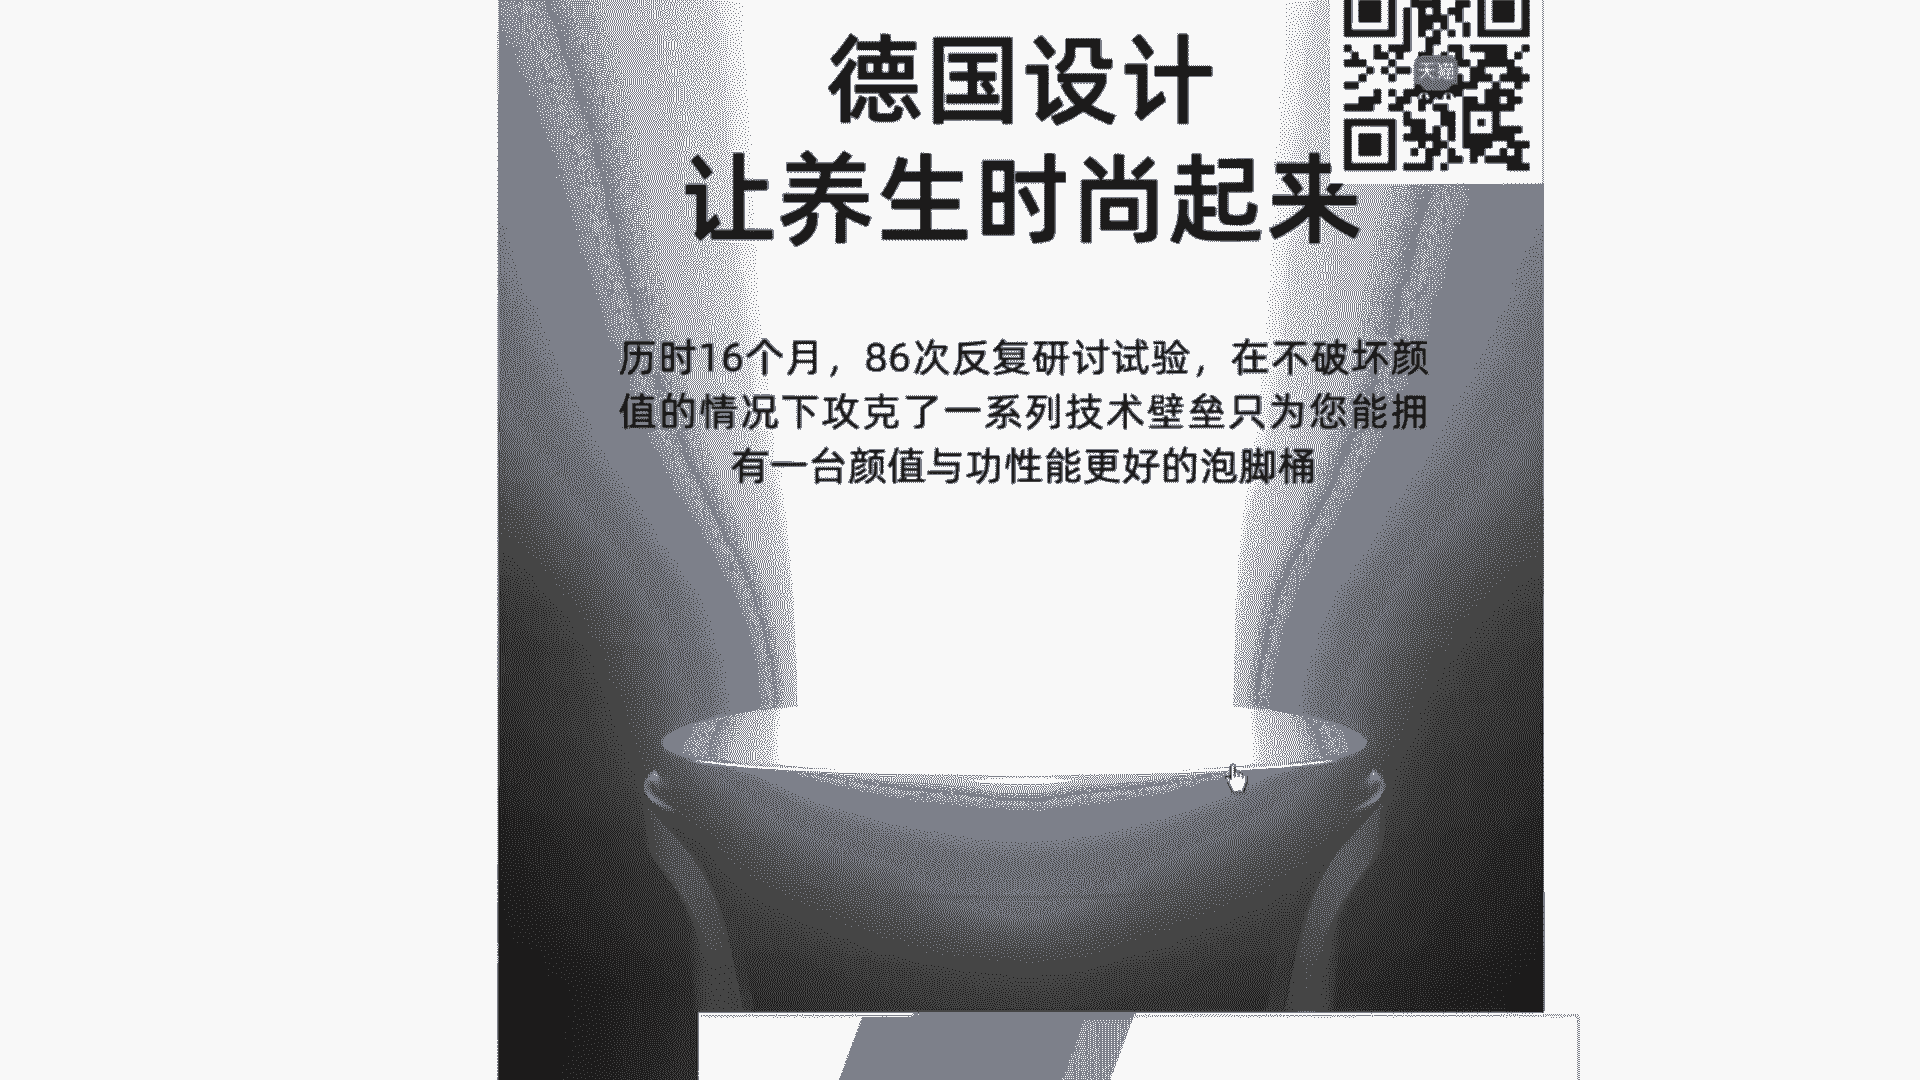 德国设计
天猫
让养生时尚起来
历时16个月，86次反复研讨试验，在不破坏颜
值的情况下攻克了一系列技术壁垒只为您能拥
有一台颜值与功性能更好的泡脚桶